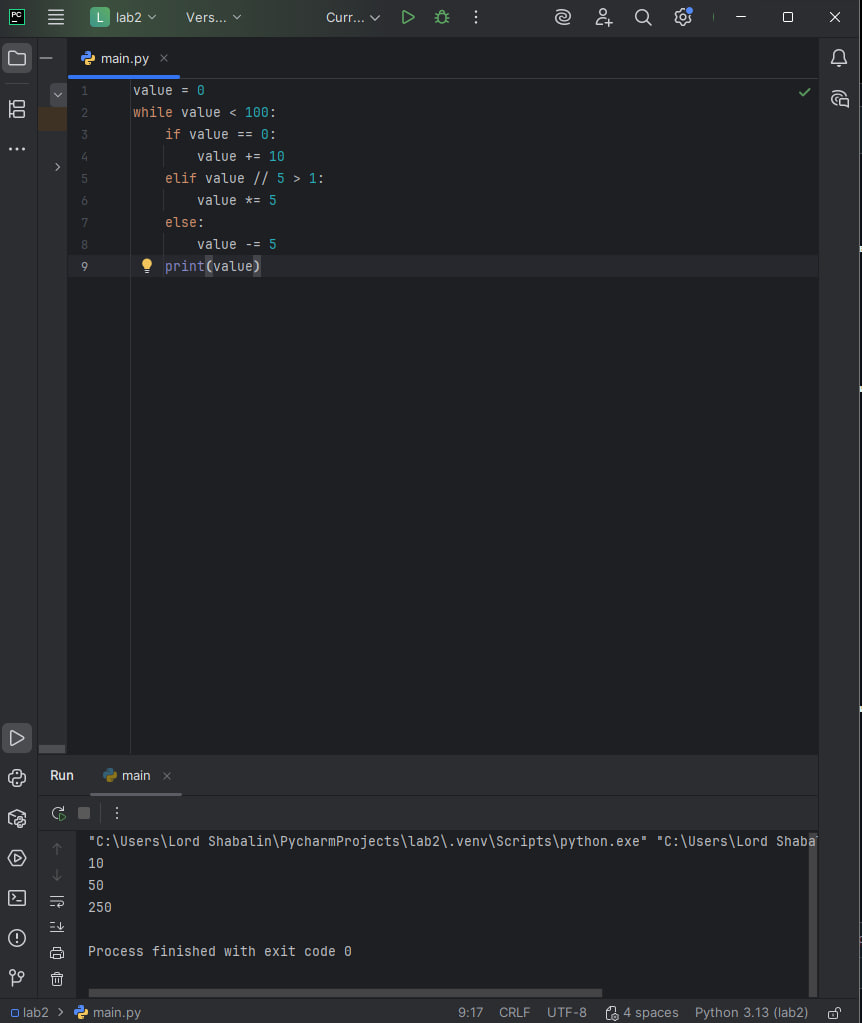 PC
L lab2 Vers... Curr...
main.py
1 value = 0
2 while value < 100:
3     if value == 0:
4         value += 10
5     elif value // 5 > 1:
6         value *= 5
7     else:
8         value -= 5
9     print(value)
Run main
"C:\Users\Lord Shabalin\PycharmProjects\lab2\.venv\Scripts\python.exe" "C:\Users\Lord Shaba
10
50
250
Process finished with exit code 0
lab2 > main.py 9:17 CRLF UTF-8 4 spaces Python 3.13 (lab2)